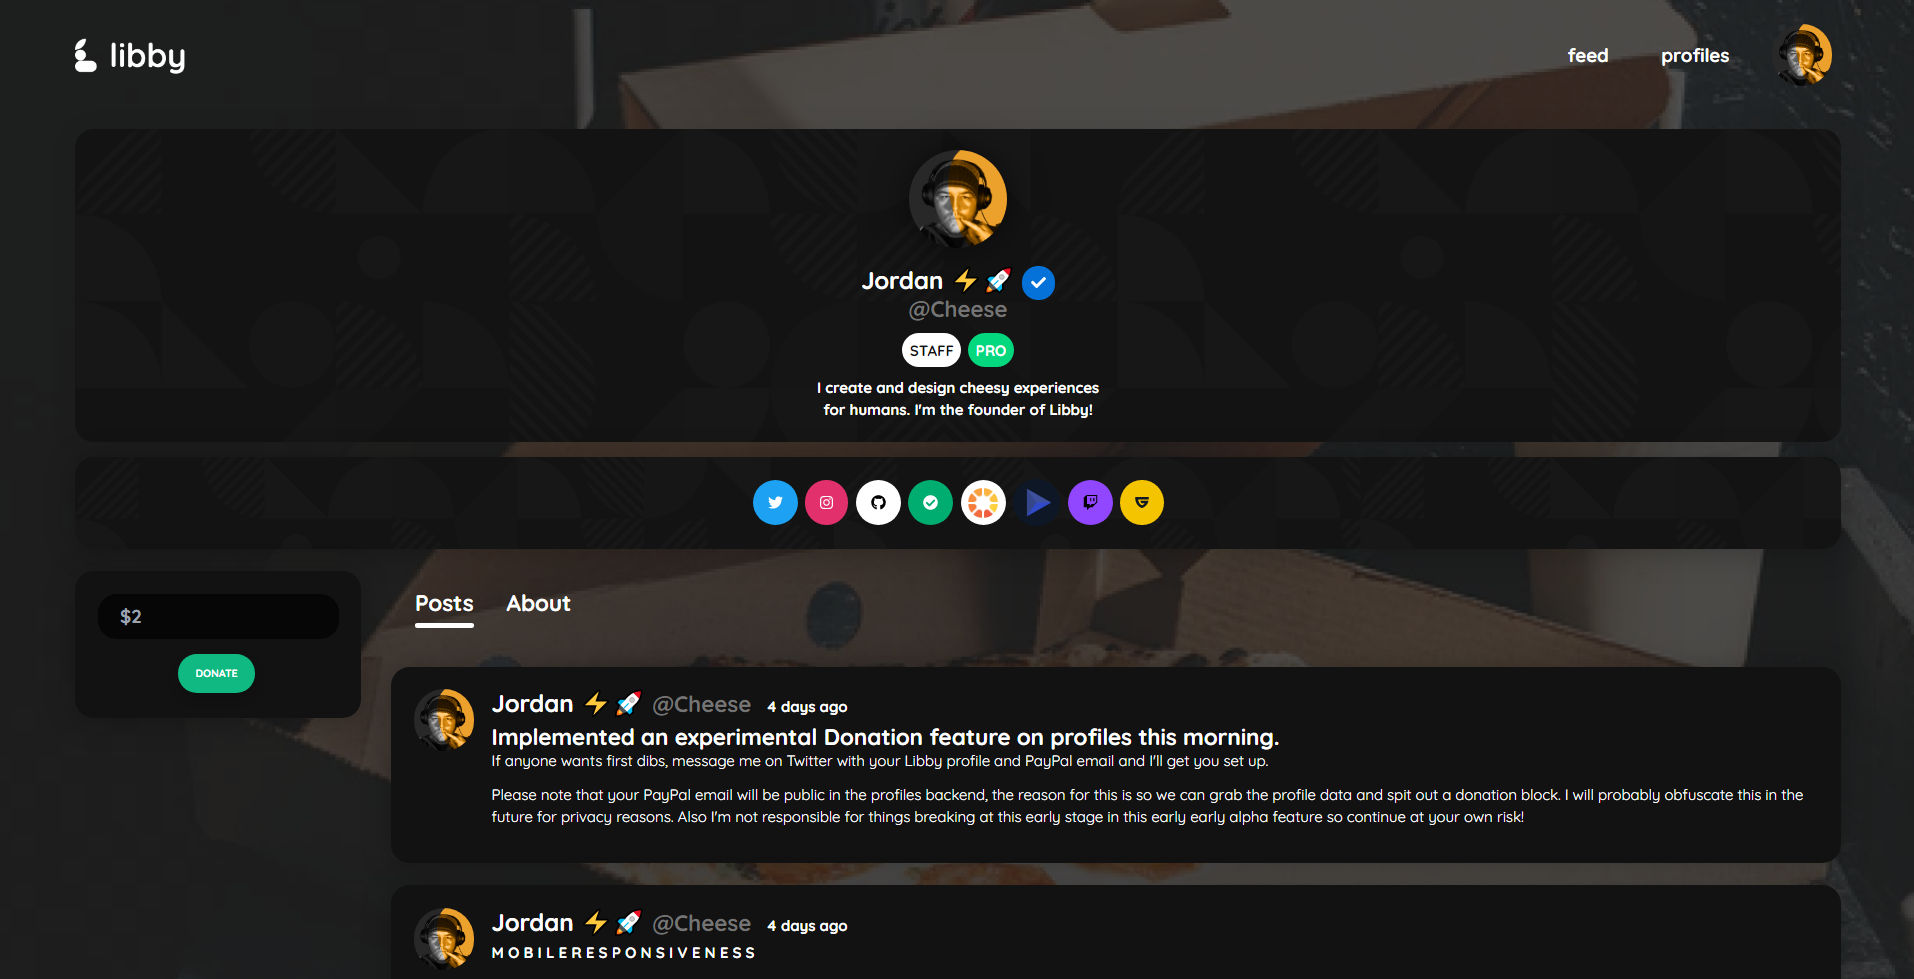 libby
feed
profiles
Jordan ⚡🚀
@Cheese
STAFF PRO
I create and design cheesy experiences
for humans. I'm the founder of Libby!
$2
DONATE
Posts About
Jordan ⚡🚀 @Cheese 4 days ago
Implemented an experimental Donation feature on profiles this morning.
If anyone wants first dibs, message me on Twitter with your Libby profile and PayPal email and I'll get you set up.
Please note that your PayPal email will be public in the profiles backend, the reason for this is so we can grab the profile data and spit out a donation block. I will probably obfuscate this in the
future for privacy reasons. Also I'm not responsible for things breaking at this early stage in this early early alpha feature so continue at your own risk!
Jordan ⚡🚀 @Cheese 4 days ago
M O B I L E R E S P O N S I V E N E S S